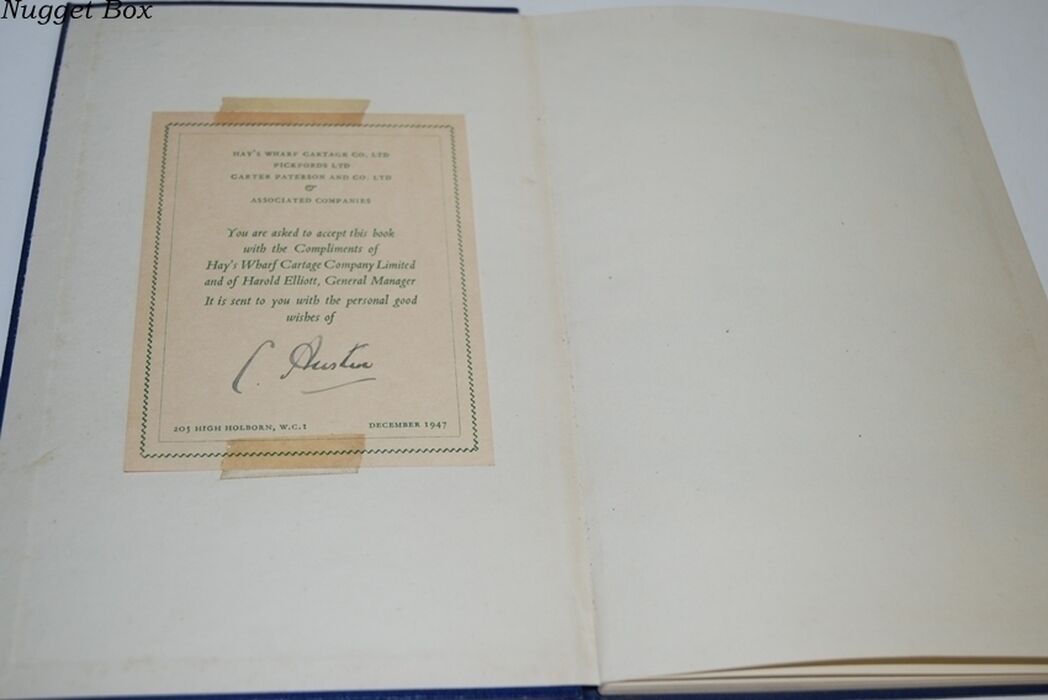 Nugget Box
HAY'S WHARF CARTAGE CO. LTD
PICKFORDS LTD
CARTER PATERSON AND CO. LTD
&
ASSOCIATED COMPANIES
You are asked to accept this book
with the Compliments of
Hay's Wharf Cartage Company Limited
and of Harold Elliott, General Manager
It is sent to you with the personal good
wishes of
C. Austin
205 HIGH HOLBORN, W.C.1 DECEMBER 1947